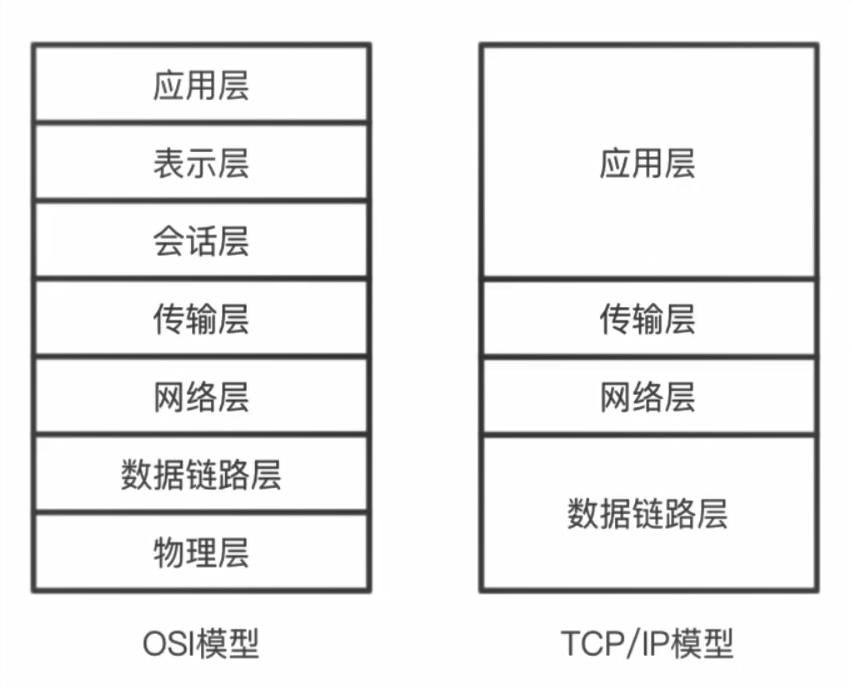 应用层
表示层
会话层
传输层
网络层
数据链路层
物理层
OSI模型
应用层
传输层
网络层
数据链路层
TCP/IP模型